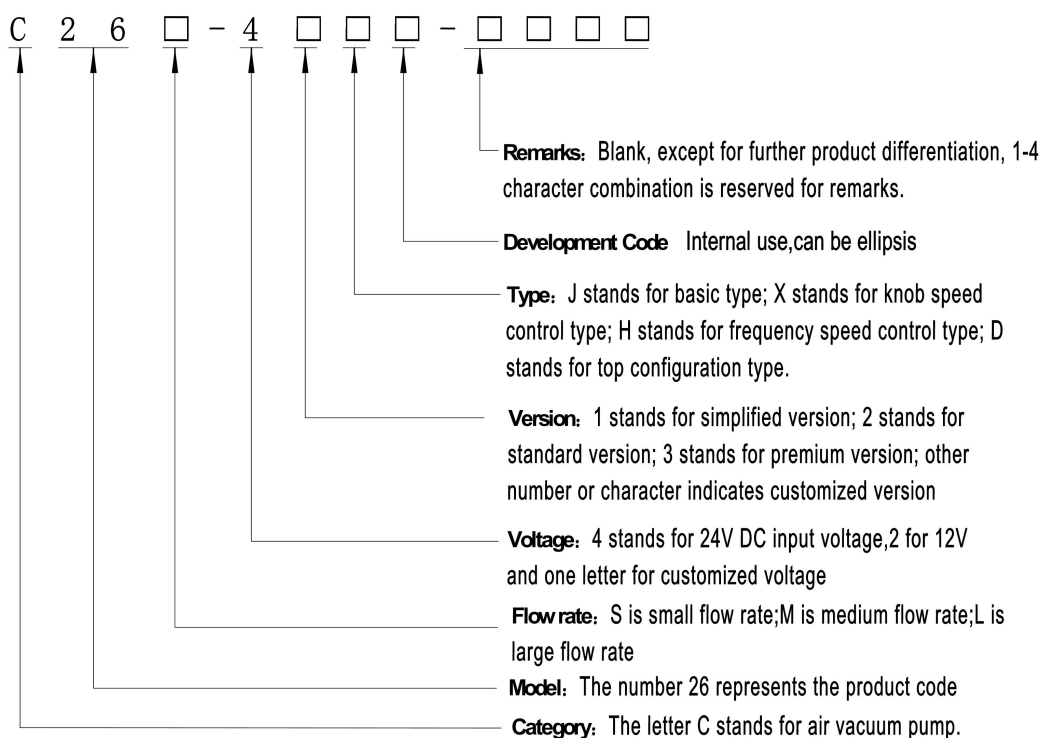 C 26 □ - 4 □ □ □ - □ □ □ □
Remarks: Blank, except for further product differentiation, 1-4
character combination is reserved for remarks.
Development Code Internal use,can be ellipsis
Type: J stands for basic type; X stands for knob speed
control type; H stands for frequency speed control type; D
stands for top configuration type.
Version: 1 stands for simplified version; 2 stands for
standard version; 3 stands for premium version; other
number or character indicates customized version
Voltage: 4 stands for 24V DC input voltage,2 for 12V
and one letter for customized voltage
Flow rate: S is small flow rate;M is medium flow rate;L is
large flow rate
Model: The number 26 represents the product code
Category: The letter C stands for air vacuum pump.